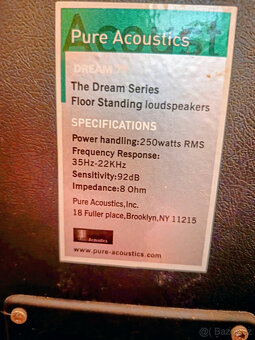 Pure Acoustics
DREAM
The Dream Series
Floor Standing loudspeakers
SPECIFICATIONS
Power handling:250watts RMS
Frequency Response:
35Hz-22KHz
Sensitivity:92dB
Impedance:8 Ohm
Pure Acoustics,Inc.
18 Fuller place,Brooklyn,NY 11215
Acoustics
www.pure-acoustics.com